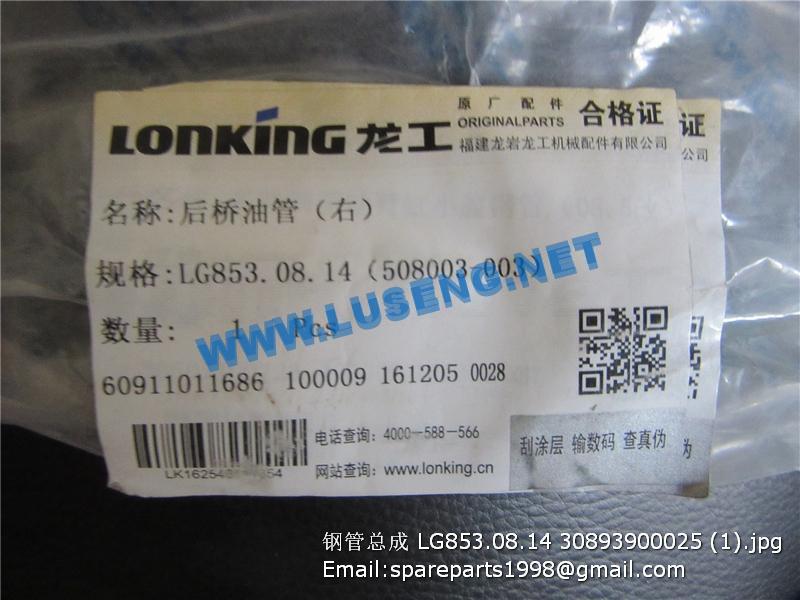 LONKING 龙工
原厂配件
ORIGINALPARTS
合格证
福建龙岩龙工机械配件有限公司
证
公司
名称:后桥油管（右）
规格:LG853.08.14（508003-003）
数量: 1 Pcs
WWW.LUSENG.NET
60911011686 100009 161205 0028
电话查询: 4000-588-566
网站查询: www.lonking.cn
刮涂层 输数码 查真伪
伪
钢管总成 LG853.08.14 30893900025 (1).jpg
Email:spareparts1998@gmail.com